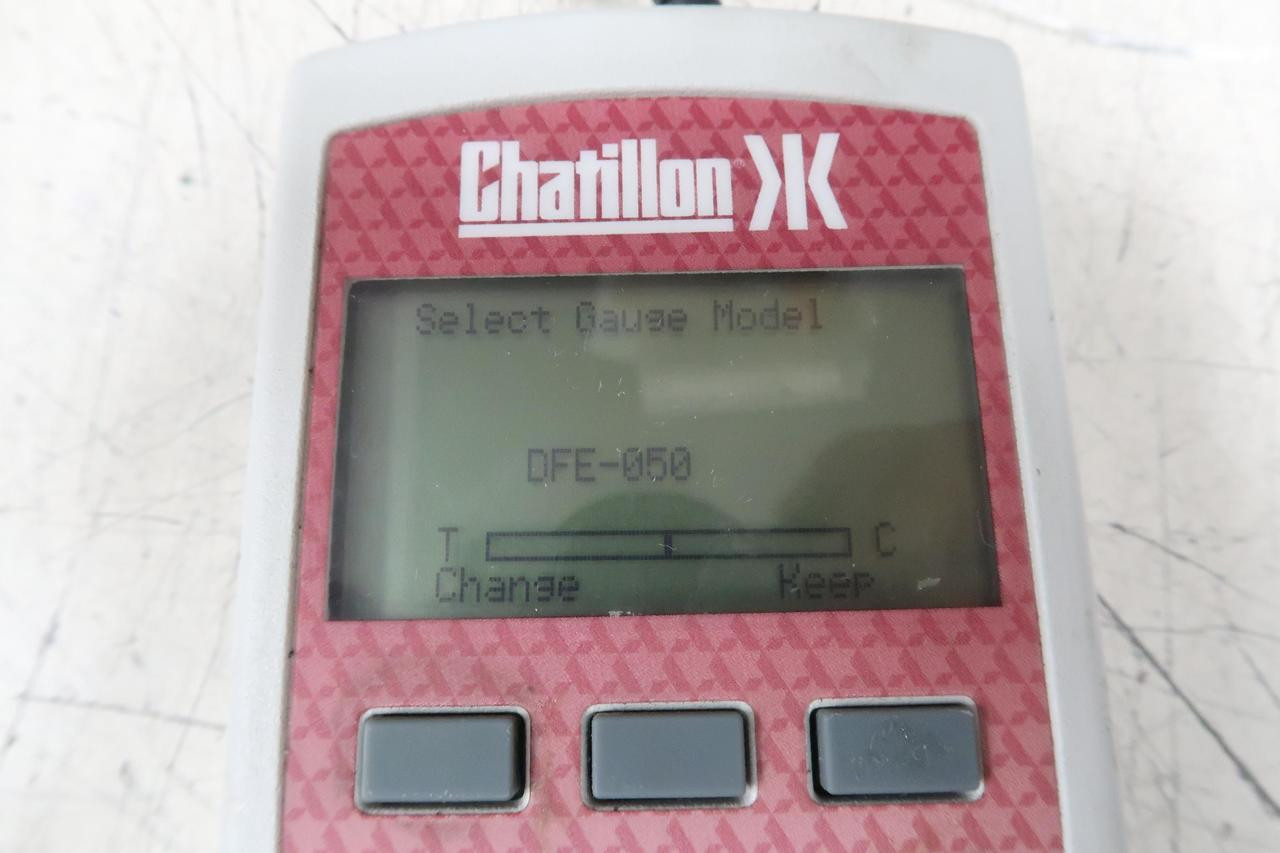 Chatillon®
Select Gauge Model
DFE-050
T C
Change Keep